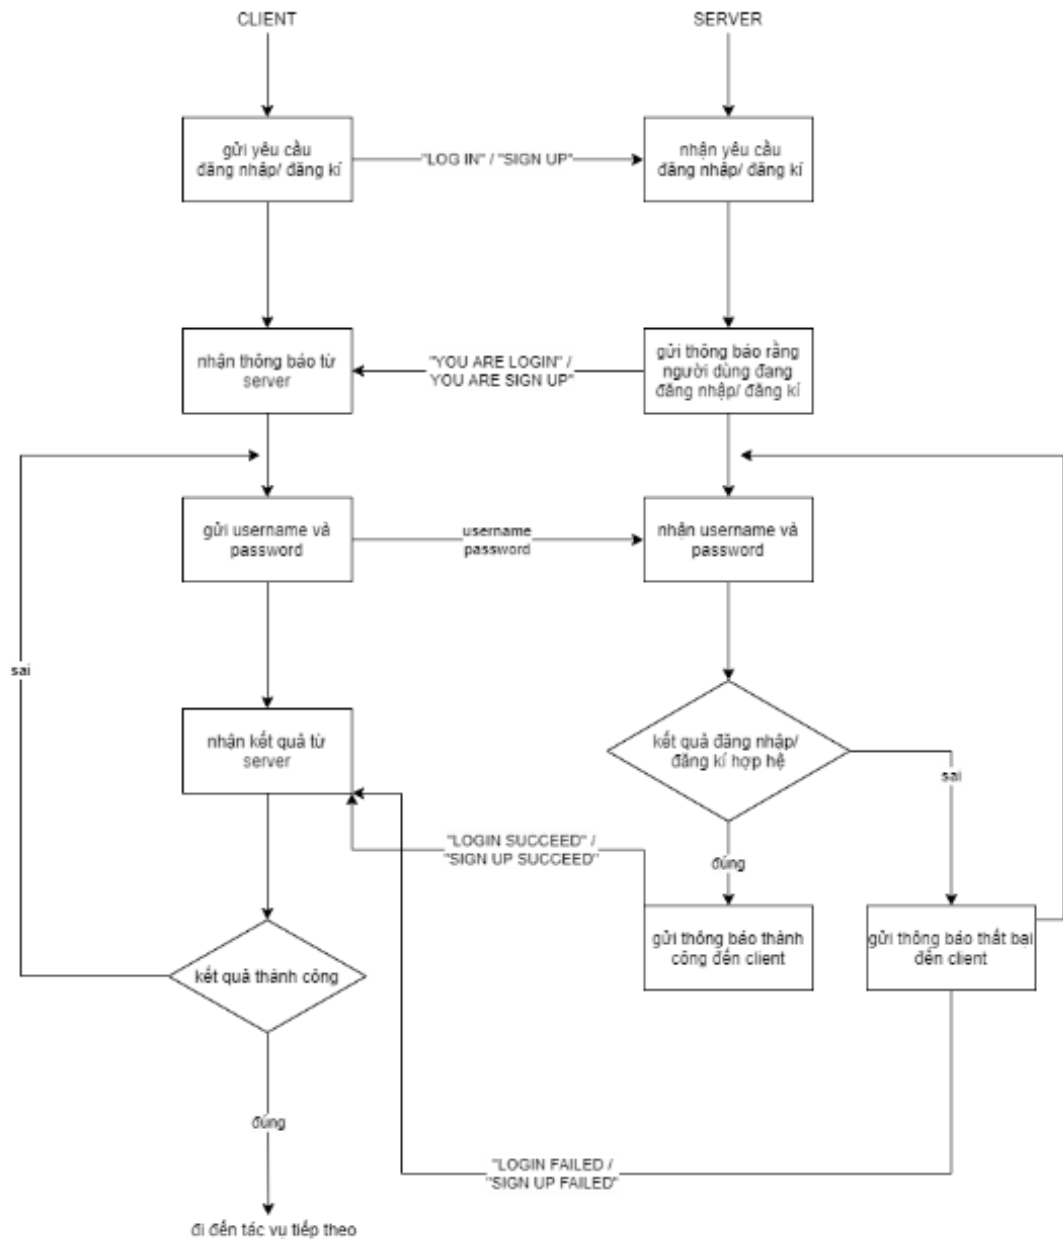 CLIENT
SERVER
gửi yêu cầu
đăng nhập/ đăng kí
"LOG IN" / "SIGN UP"
nhận yêu cầu
đăng nhập/ đăng kí
nhận thông báo từ
server
"YOU ARE LOGIN" /
YOU ARE SIGN UP"
gửi thông báo rằng
người dùng đang
đăng nhập/ đăng kí
gửi username và
password
username
password
nhận username và
password
sai
nhận kết quả từ
server
kết quả đăng nhập/
đăng kí hợp hệ
sai
"LOGIN SUCCEED" /
"SIGN UP SUCCEED"
đúng
gửi thông báo thành
công đến client
gửi thông báo thất bại
đến client
kết quả thành công
đúng
"LOGIN FAILED /
"SIGN UP FAILED"
đi đến tác vụ tiếp theo